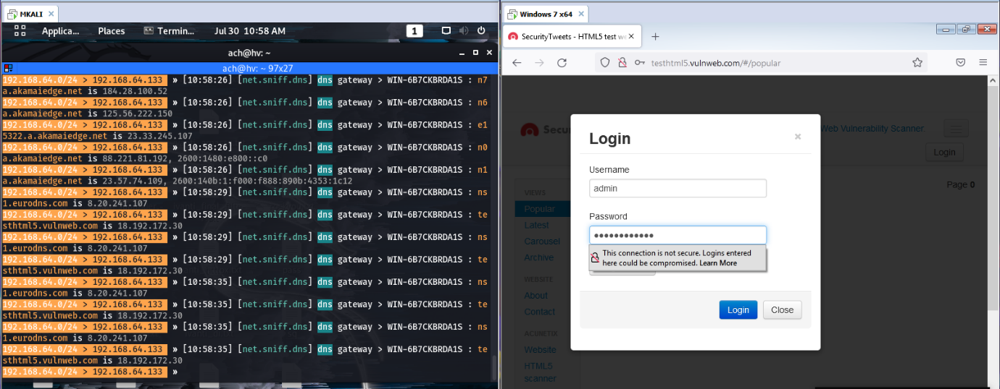 MKALI ×
Applica... Places Termin... Jul 30 10:58 AM 1
ach@hv: ~
ach@hv: ~ 97x27
192.168.64.0/24 > 192.168.64.133 » [10:58:26] [net.sniff.dns] dns gateway > WIN-6B7CKBRDA1S : n7
a.akamaiedge.net is 184.28.100.52
192.168.64.0/24 > 192.168.64.133 » [10:58:26] [net.sniff.dns] dns gateway > WIN-6B7CKBRDA1S : n6
a.akamaiedge.net is 125.56.222.150
192.168.64.0/24 > 192.168.64.133 » [10:58:26] [net.sniff.dns] dns gateway > WIN-6B7CKBRDA1S : e1
5322.a.akamaiedge.net is 23.33.245.107
192.168.64.0/24 > 192.168.64.133 » [10:58:26] [net.sniff.dns] dns gateway > WIN-6B7CKBRDA1S : n0
a.akamaiedge.net is 88.221.81.192, 2600:1480:e800::c0
192.168.64.0/24 > 192.168.64.133 » [10:58:26] [net.sniff.dns] dns gateway > WIN-6B7CKBRDA1S : n1
a.akamaiedge.net is 23.57.74.109, 2600:140b:1:f000:f888:890b:4353:1c12
192.168.64.0/24 > 192.168.64.133 » [10:58:29] [net.sniff.dns] dns gateway > WIN-6B7CKBRDA1S : ns
1.eurodns.com is 8.20.241.107
192.168.64.0/24 > 192.168.64.133 » [10:58:29] [net.sniff.dns] dns gateway > WIN-6B7CKBRDA1S : te
sthtml5.vulnweb.com is 18.192.172.30
192.168.64.0/24 > 192.168.64.133 » [10:58:29] [net.sniff.dns] dns gateway > WIN-6B7CKBRDA1S : ns
1.eurodns.com is 8.20.241.107
192.168.64.0/24 > 192.168.64.133 » [10:58:29] [net.sniff.dns] dns gateway > WIN-6B7CKBRDA1S : te
sthtml5.vulnweb.com is 18.192.172.30
192.168.64.0/24 > 192.168.64.133 » [10:58:35] [net.sniff.dns] dns gateway > WIN-6B7CKBRDA1S : ns
1.eurodns.com is 8.20.241.107
192.168.64.0/24 > 192.168.64.133 » [10:58:35] [net.sniff.dns] dns gateway > WIN-6B7CKBRDA1S : te
sthtml5.vulnweb.com is 18.192.172.30
192.168.64.0/24 > 192.168.64.133 » [10:58:35] [net.sniff.dns] dns gateway > WIN-6B7CKBRDA1S : ns
1.eurodns.com is 8.20.241.107
192.168.64.0/24 > 192.168.64.133 » [10:58:35] [net.sniff.dns] dns gateway > WIN-6B7CKBRDA1S : te
sthtml5.vulnweb.com is 18.192.172.30
192.168.64.0/24 > 192.168.64.133 »
Windows 7 x64 ×
SecurityTweets - HTML5 test we ×
testhtml5.vulnweb.com/#/popular
Secur
Web Vulnerability Scanner
Login
Page 0
VIEWS
Popular
Latest
Carousel
Archive
WEBSITE
About
Contact
ACUNETIX
Website
HTML5
scanner
Login ×
Username
admin
Password
••••••••••••
This connection is not secure. Logins entered
here could be compromised. Learn More
Login Close